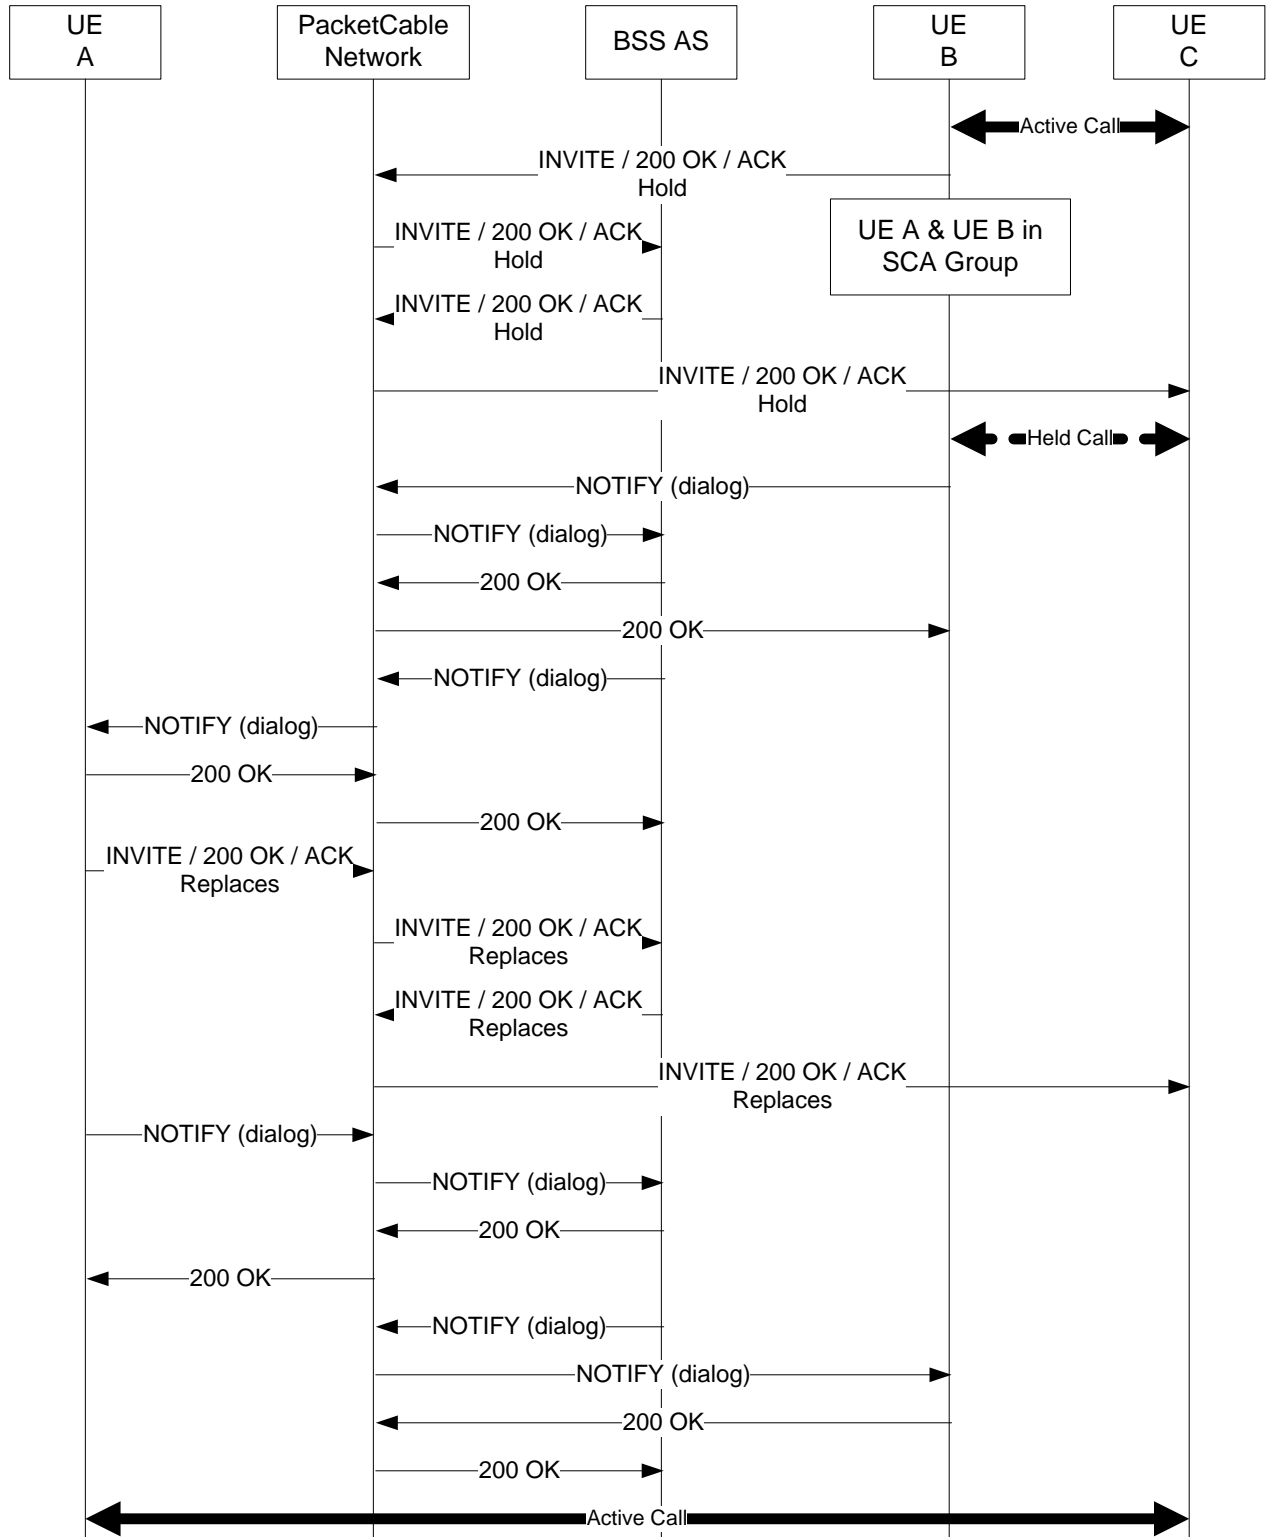 UE
A
PacketCable
Network
BSS AS
UE
B
UE
C
Active Call
INVITE / 200 OK / ACK
Hold
UE A & UE B in
SCA Group
INVITE / 200 OK / ACK
Hold
INVITE / 200 OK / ACK
Hold
INVITE / 200 OK / ACK
Hold
Held Call
NOTIFY (dialog)
NOTIFY (dialog)
200 OK
200 OK
NOTIFY (dialog)
NOTIFY (dialog)
200 OK
200 OK
INVITE / 200 OK / ACK
Replaces
INVITE / 200 OK / ACK
Replaces
INVITE / 200 OK / ACK
Replaces
INVITE / 200 OK / ACK
Replaces
NOTIFY (dialog)
NOTIFY (dialog)
200 OK
200 OK
NOTIFY (dialog)
NOTIFY (dialog)
200 OK
200 OK
Active Call